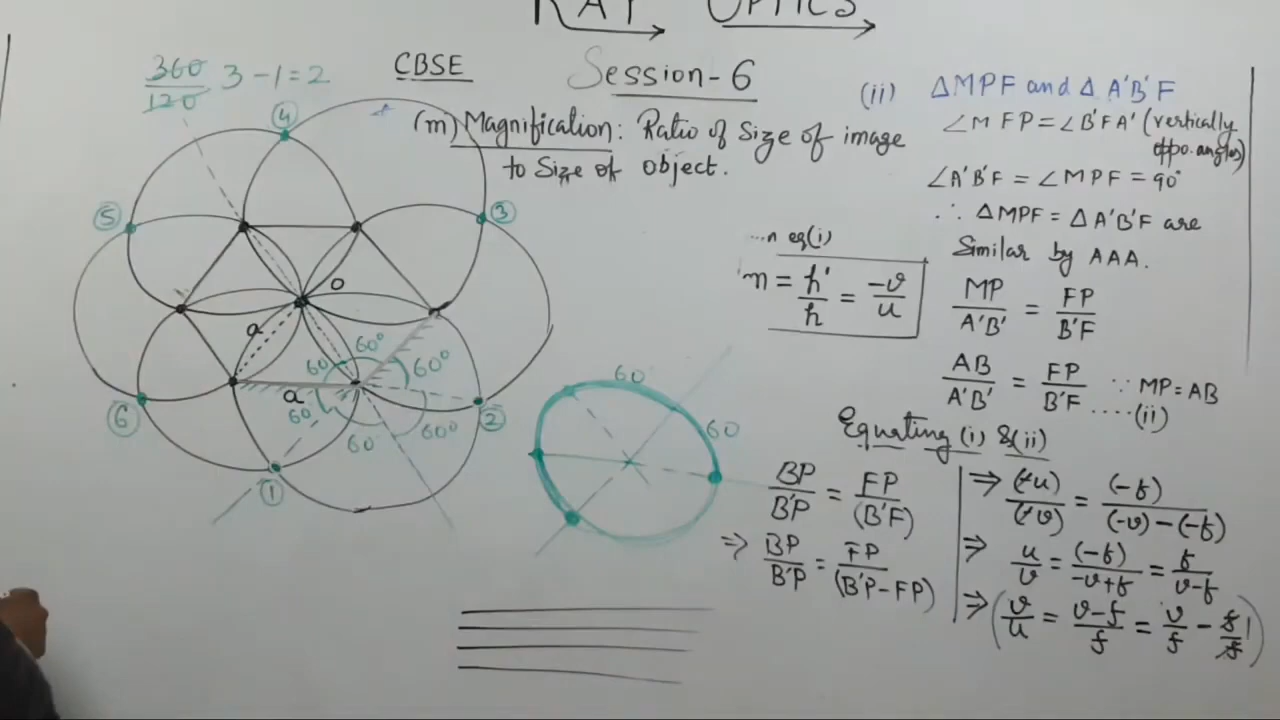 RAY OPTICS
CBSE
Session-6
360/120 3-1=2
(m) Magnification: Ratio of Size of image
to Size of object.
eq(i)
m = h'/h = -v/u
4
5
3
6
2
1
o
a
a
60
60°
60°
60
60
60°
60
60
(ii) ΔMPF and Δ A'B'F
∠MFP=∠B'FA' (vertically
oppo.angles)
∠A'B'F = ∠MPF = 90°
∴ ΔMPF = ΔA'B'F are
Similar by AAA.
MP/A'B' = FP/B'F
AB/A'B' = FP/B'F ∵ MP=AB
.....(ii)
Equating (i) &(ii)
BP/B'P = FP/(B'F)
⇒ BP/B'P = FP/(B'P-FP)
⇒ (+u)/(+v) = (-f)/(-v)-(-f)
⇒ u/v = (-f)/-v+f = f/v-f
⇒ (v/u = v-f/f = v/f - f/f)